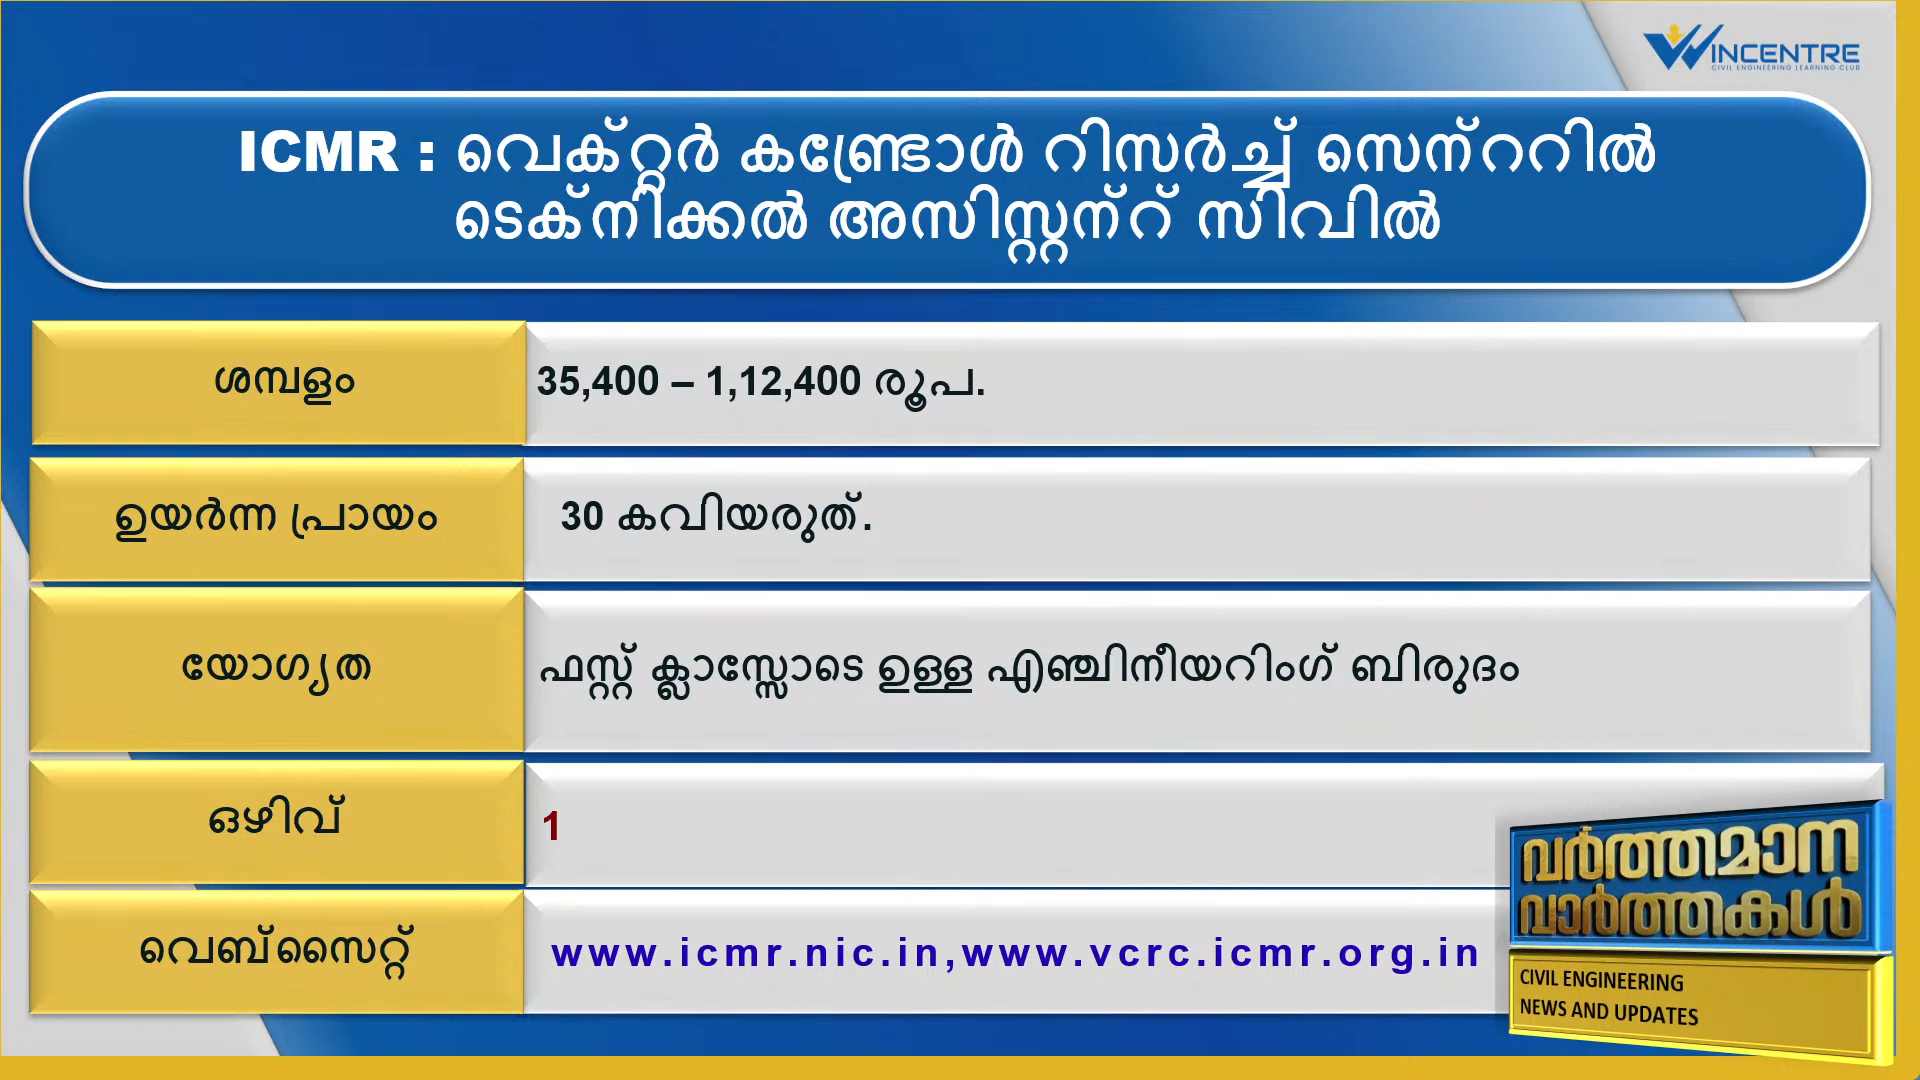 WINCENTRE
CIVIL ENGINEERING LEARNING CLUB
ICMR : വെക്റ്റർ കണ്ട്രോൾ റിസർച്ച് സെന്ററിൽ
ടെക്നിക്കൽ അസിസ്റ്റന്റ് സിവിൽ
ശമ്പളം 35,400 – 1,12,400 രൂപ.
ഉയർന്ന പ്രായം 30 കവിയരുത്.
യോഗ്യത ഫസ്റ്റ് ക്ലാസ്സോടെ ഉള്ള എഞ്ചിനീയറിംഗ് ബിരുദം
ഒഴിവ് 1
വെബ്സൈറ്റ് www.icmr.nic.in,www.vcrc.icmr.org.in
വർത്തമാന
വാർത്തകൾ
CIVIL ENGINEERING
NEWS AND UPDATES